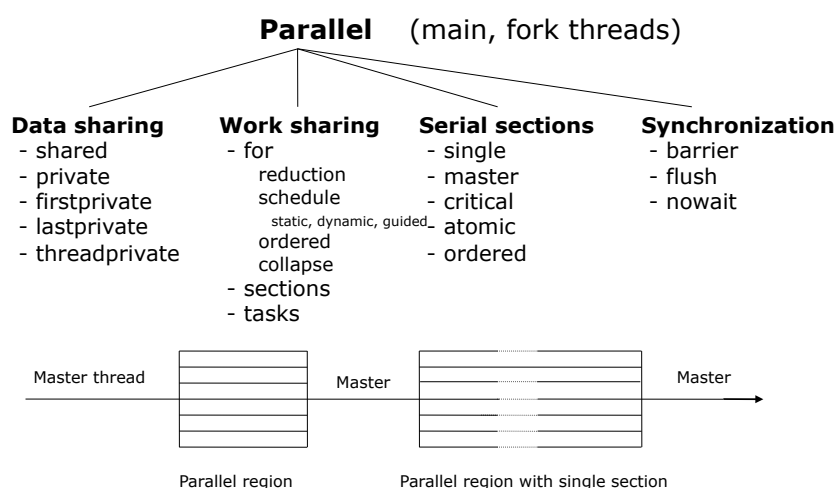 Parallel (main, fork threads)
Data sharing
- shared
- private
- firstprivate
- lastprivate
- threadprivate
Work sharing
- for
reduction
schedule
static, dynamic, guided
ordered
collapse
- sections
- tasks
Serial sections
- single
- master
- critical
- atomic
- ordered
Synchronization
- barrier
- flush
- nowait
Master thread
Master
Master
Parallel region
Parallel region with single section